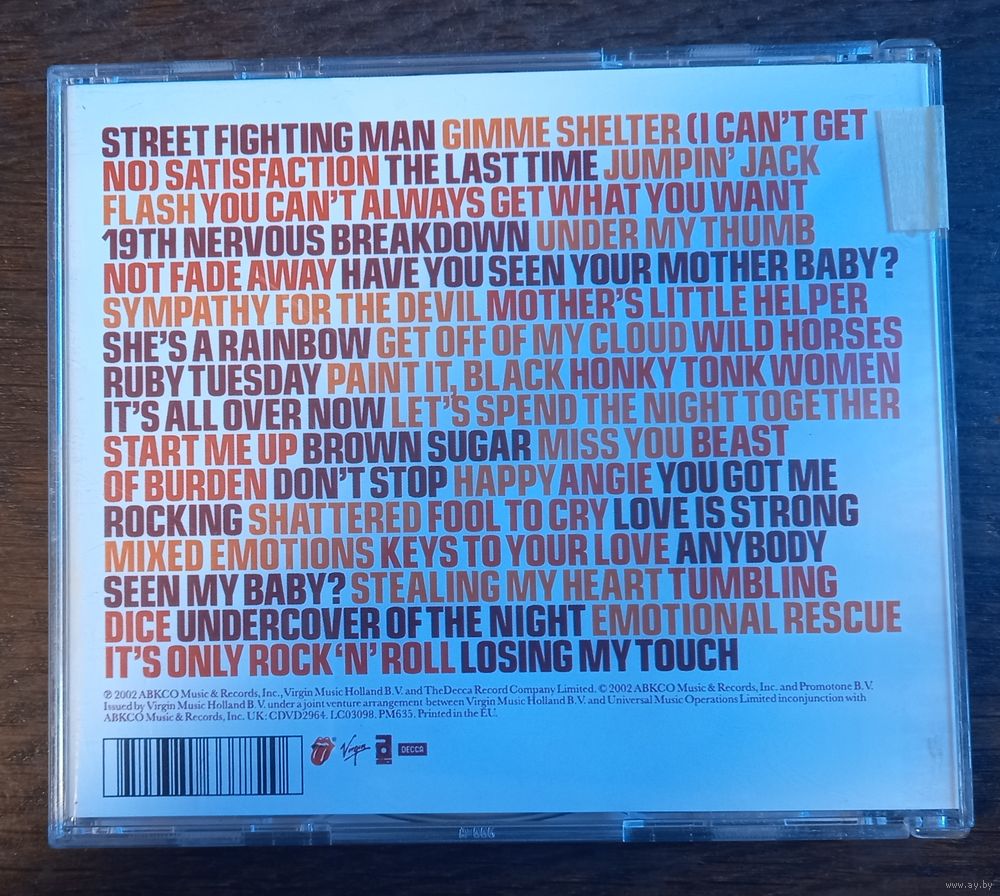 STREET FIGHTING MAN GIMME SHELTER (I CAN'T GET
NO) SATISFACTION THE LAST TIME JUMPIN' JACK
FLASH YOU CAN'T ALWAYS GET WHAT YOU WANT
19TH NERVOUS BREAKDOWN UNDER MY THUMB
NOT FADE AWAY HAVE YOU SEEN YOUR MOTHER BABY?
SYMPATHY FOR THE DEVIL MOTHER'S LITTLE HELPER
SHE'S A RAINBOW GET OFF OF MY CLOUD WILD HORSES
RUBY TUESDAY PAINT IT, BLACK HONKY TONK WOMEN
IT'S ALL OVER NOW LET'S SPEND THE NIGHT TOGETHER
START ME UP BROWN SUGAR MISS YOU BEAST
OF BURDEN DON'T STOP HAPPY ANGIE YOU GOT ME
ROCKING SHATTERED FOOL TO CRY LOVE IS STRONG
MIXED EMOTIONS KEYS TO YOUR LOVE ANYBODY
SEEN MY BABY? STEALING MY HEART TUMBLING
DICE UNDERCOVER OF THE NIGHT EMOTIONAL RESCUE
IT'S ONLY ROCK 'N' ROLL LOSING MY TOUCH
℗ 2002 ABKCO Music & Records, Inc., Virgin Music Holland B.V. and The Decca Record Company Limited. © 2002 ABKCO Music & Records, Inc. and Promotone B.V.
Issued by Virgin Music Holland B.V. under a joint venture arrangement between Virgin Music Holland B.V. and Universal Music Operations Limited inconjunction with
ABKCO Music & Records, Inc. UK: CDVD2964. LC03098. PM635. Printed in the E.U.
Virgin
DECCA
www.ay.by